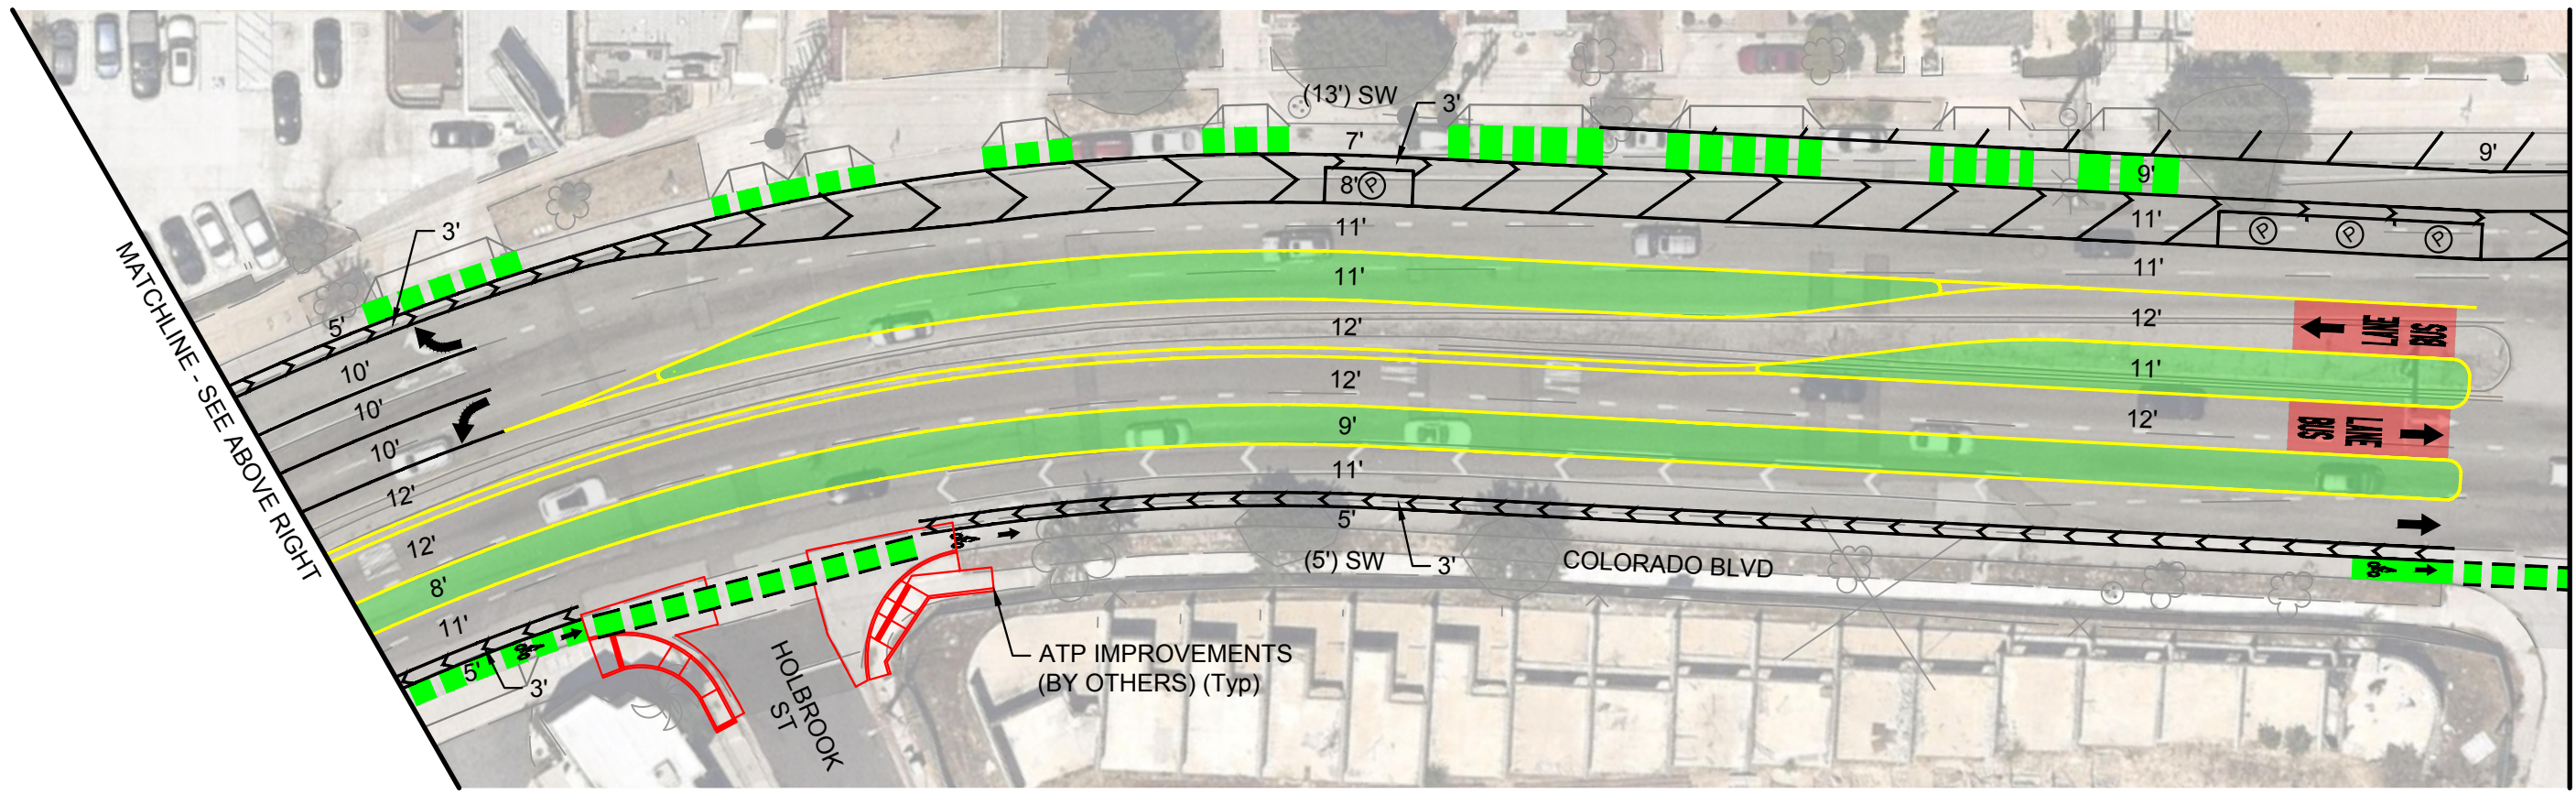 (13') SW
3'
7'
9'
8' P
9'
3'
11'
11'
P P P
11'
11'
5'
12'
12'
BUS
LANE
10'
12'
11'
10'
9'
12'
BUS
LANE
10'
11'
12'
5'
12'
(5') SW
3'
COLORADO BLVD
8'
11'
5'
3'
MATCHLINE - SEE ABOVE RIGHT
HOLBROOK
ST
ATP IMPROVEMENTS
(BY OTHERS) (Typ)